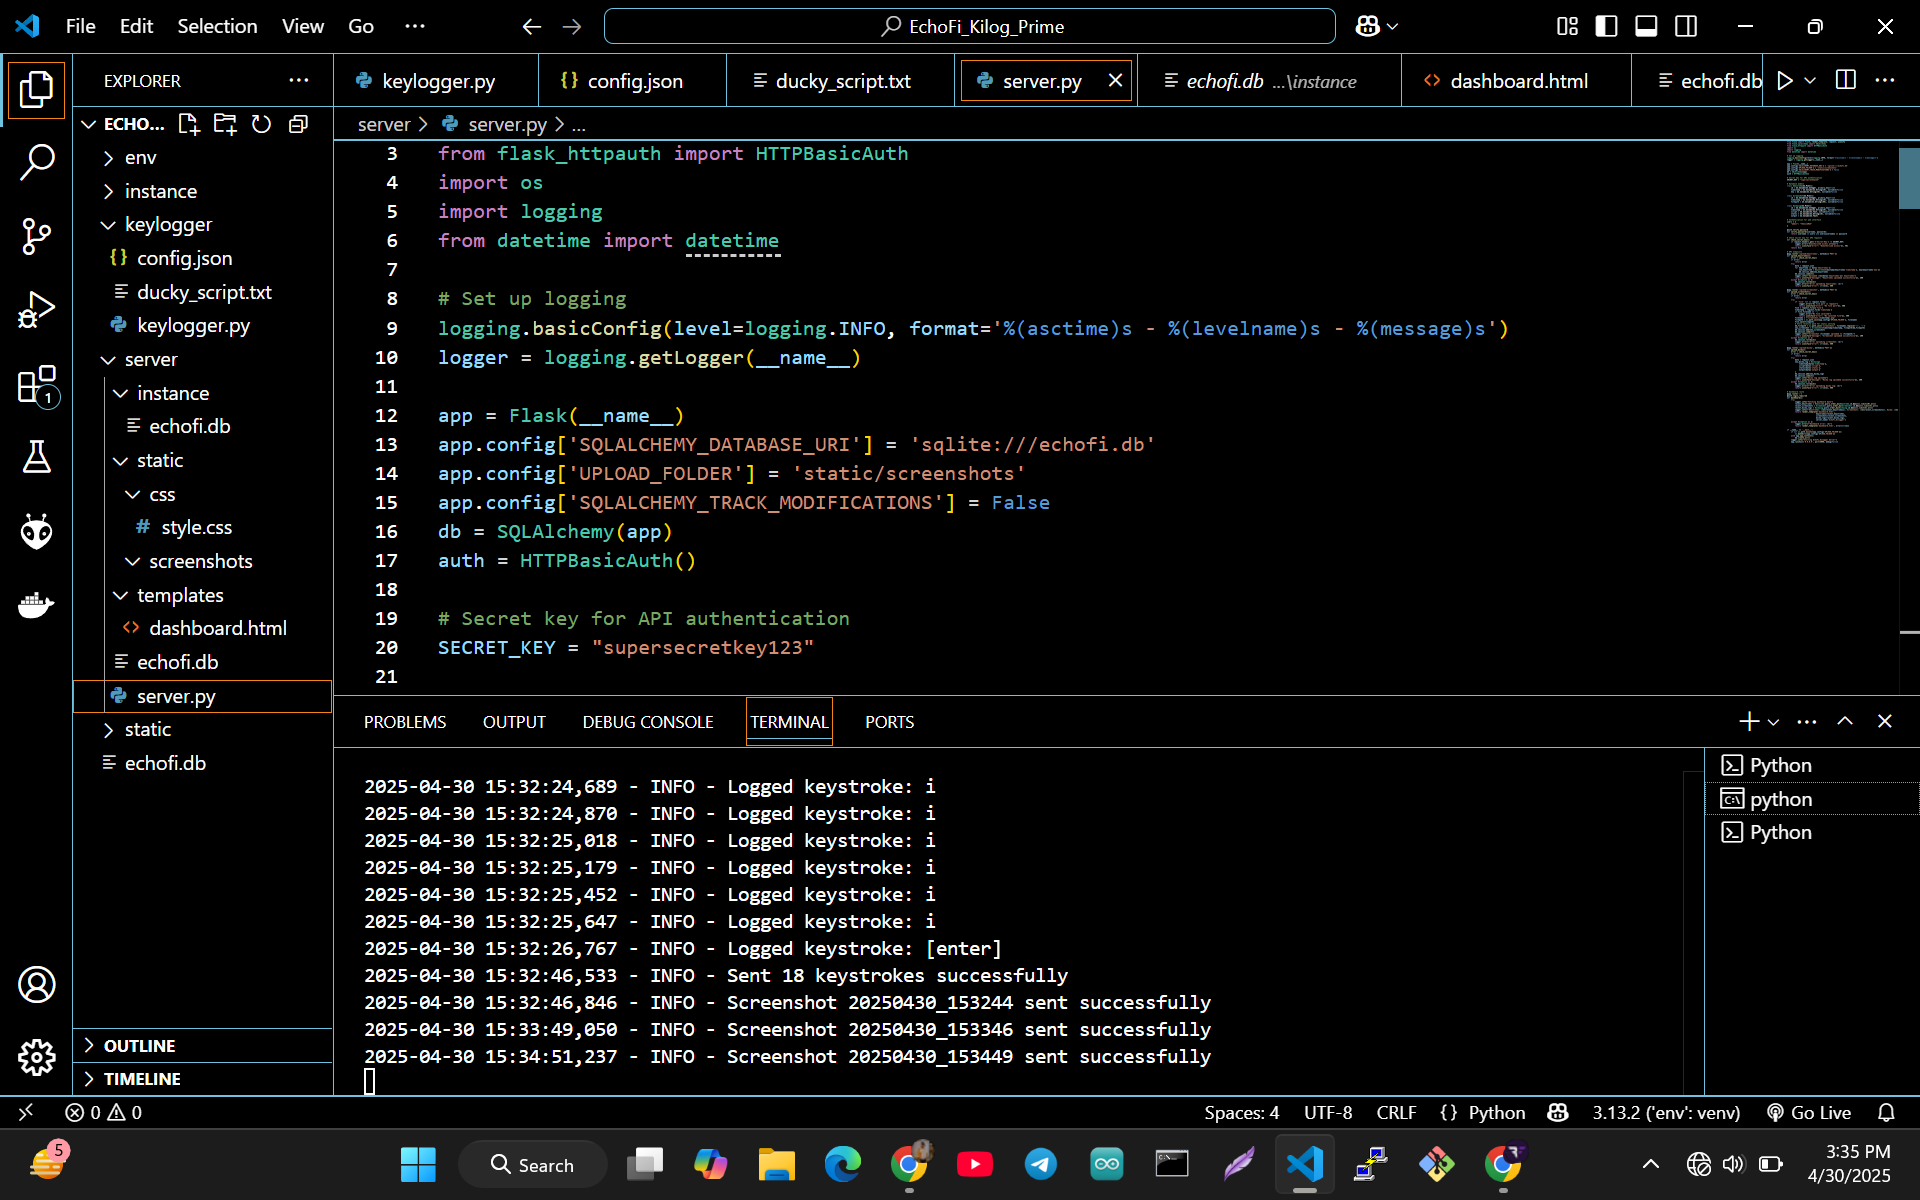 File Edit Selection View Go ...
EchoFi_Kilog_Prime
EXPLORER
keylogger.py
{} config.json
ducky_script.txt
server.py
echofi.db ...\instance
<> dashboard.html
echofi.db
ECHO...
server > server.py > ...
env
instance
keylogger
{} config.json
ducky_script.txt
keylogger.py
server
instance
echofi.db
static
css
# style.css
screenshots
templates
<> dashboard.html
echofi.db
server.py
static
echofi.db
OUTLINE
TIMELINE
1
3 from flask_httpauth import HTTPBasicAuth
4 import os
5 import logging
6 from datetime import datetime
7
8 # Set up logging
9 logging.basicConfig(level=logging.INFO, format='%(asctime)s - %(levelname)s - %(message)s')
10 logger = logging.getLogger(__name__)
11
12 app = Flask(__name__)
13 app.config['SQLALCHEMY_DATABASE_URI'] = 'sqlite:///echofi.db'
14 app.config['UPLOAD_FOLDER'] = 'static/screenshots'
15 app.config['SQLALCHEMY_TRACK_MODIFICATIONS'] = False
16 db = SQLAlchemy(app)
17 auth = HTTPBasicAuth()
18
19 # Secret key for API authentication
20 SECRET_KEY = "supersecretkey123"
21
PROBLEMS OUTPUT DEBUG CONSOLE TERMINAL PORTS
2025-04-30 15:32:24,689 - INFO - Logged keystroke: i
2025-04-30 15:32:24,870 - INFO - Logged keystroke: i
2025-04-30 15:32:25,018 - INFO - Logged keystroke: i
2025-04-30 15:32:25,179 - INFO - Logged keystroke: i
2025-04-30 15:32:25,452 - INFO - Logged keystroke: i
2025-04-30 15:32:25,647 - INFO - Logged keystroke: i
2025-04-30 15:32:26,767 - INFO - Logged keystroke: [enter]
2025-04-30 15:32:46,533 - INFO - Sent 18 keystrokes successfully
2025-04-30 15:32:46,846 - INFO - Screenshot 20250430_153244 sent successfully
2025-04-30 15:33:49,050 - INFO - Screenshot 20250430_153346 sent successfully
2025-04-30 15:34:51,237 - INFO - Screenshot 20250430_153449 sent successfully
Python
python
Python
0 0
Spaces: 4 UTF-8 CRLF {} Python 3.13.2 ('env': venv) Go Live
5
Search
3:35 PM
4/30/2025